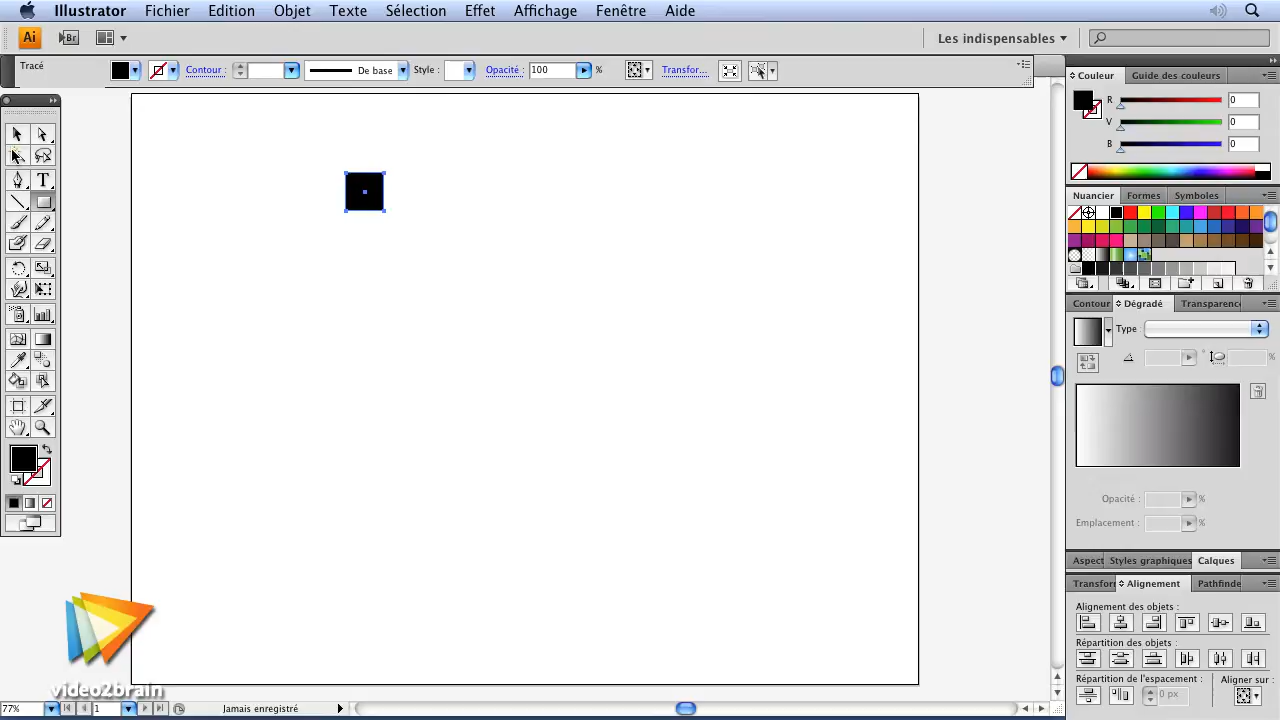 Illustrator Fichier Edition Objet Texte Sélection Effet Affichage Fenêtre Aide
Ai Br Les indispensables
Tracé Contour : De base Style : Opacité : 100 % Transfor...
Couleur Guide des couleurs
R 0
V 0
B 0
Nuancier Formes Symboles
Contour Dégradé Transparenc
Type
° %
Opacité : %
Emplacement : %
Aspect Styles graphiques Calques
Transfor Alignement Pathfinde
Alignement des objets :
Répartition des objets :
Répartition de l'espacement : Aligner sur :
0 px
T
video2brain
77% 1 Jamais enregistré